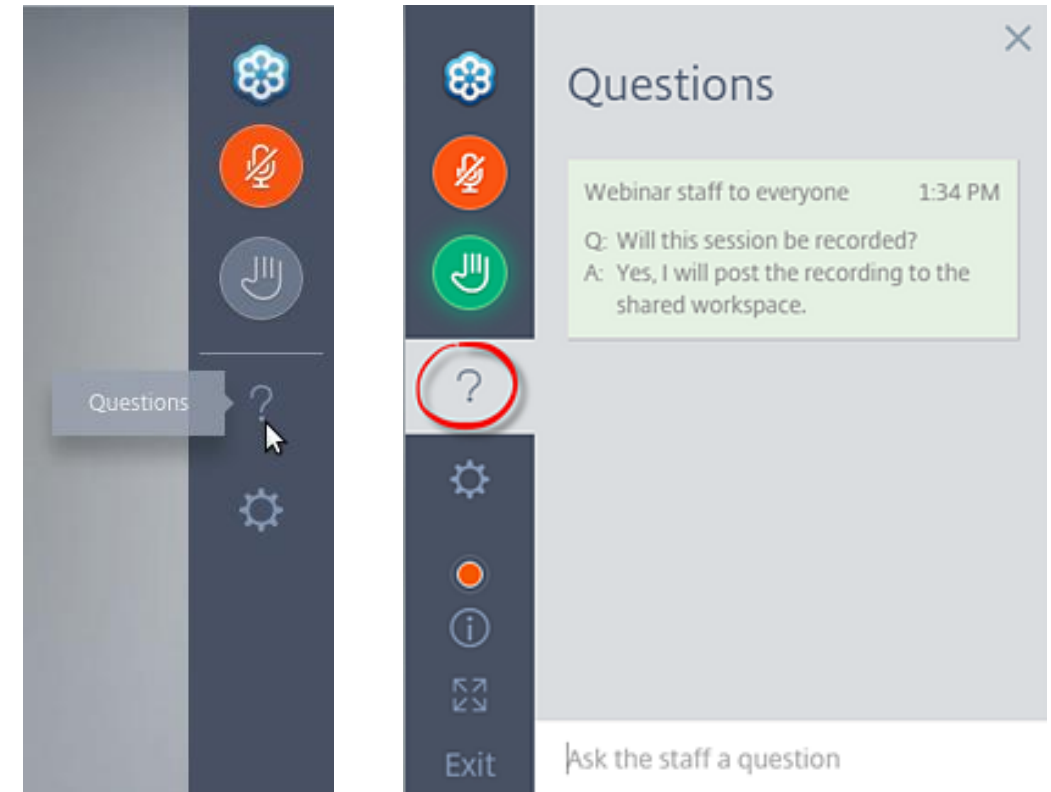 Questions
?
Questions
Webinar staff to everyone 1:34 PM
Q: Will this session be recorded?
A: Yes, I will post the recording to the
shared workspace.
?
Exit
Ask the staff a question